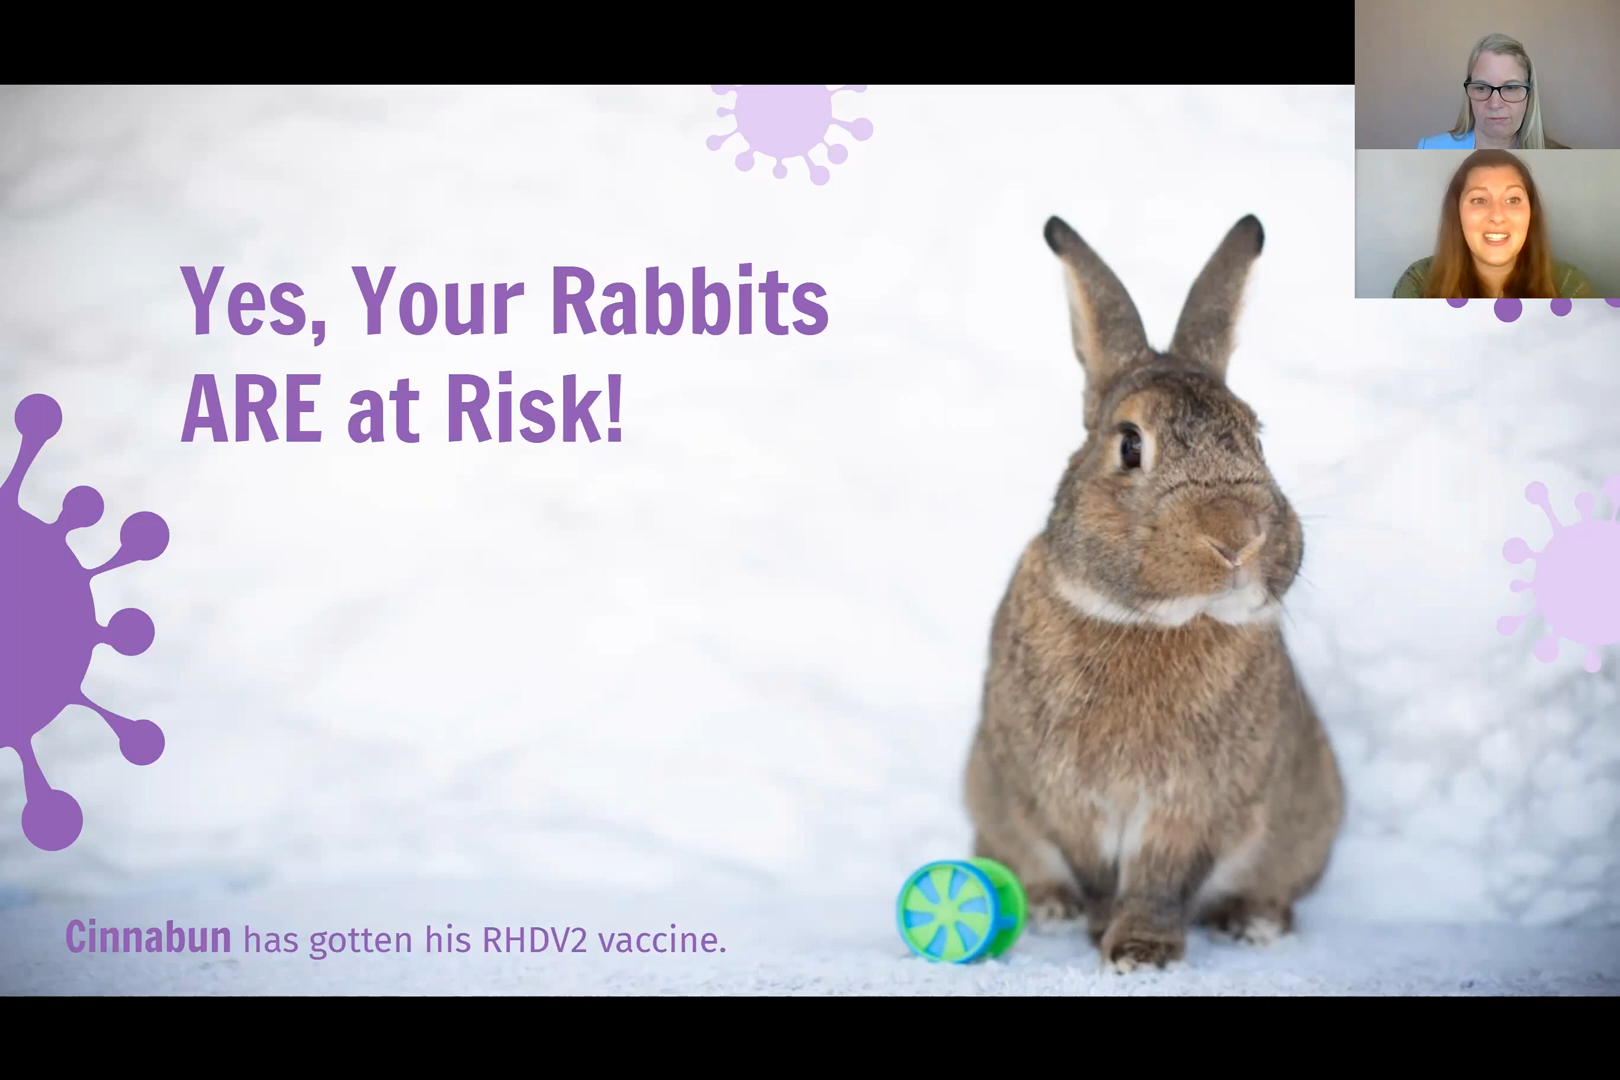 Yes, Your Rabbits
ARE at Risk!
Cinnabun has gotten his RHDV2 vaccine.